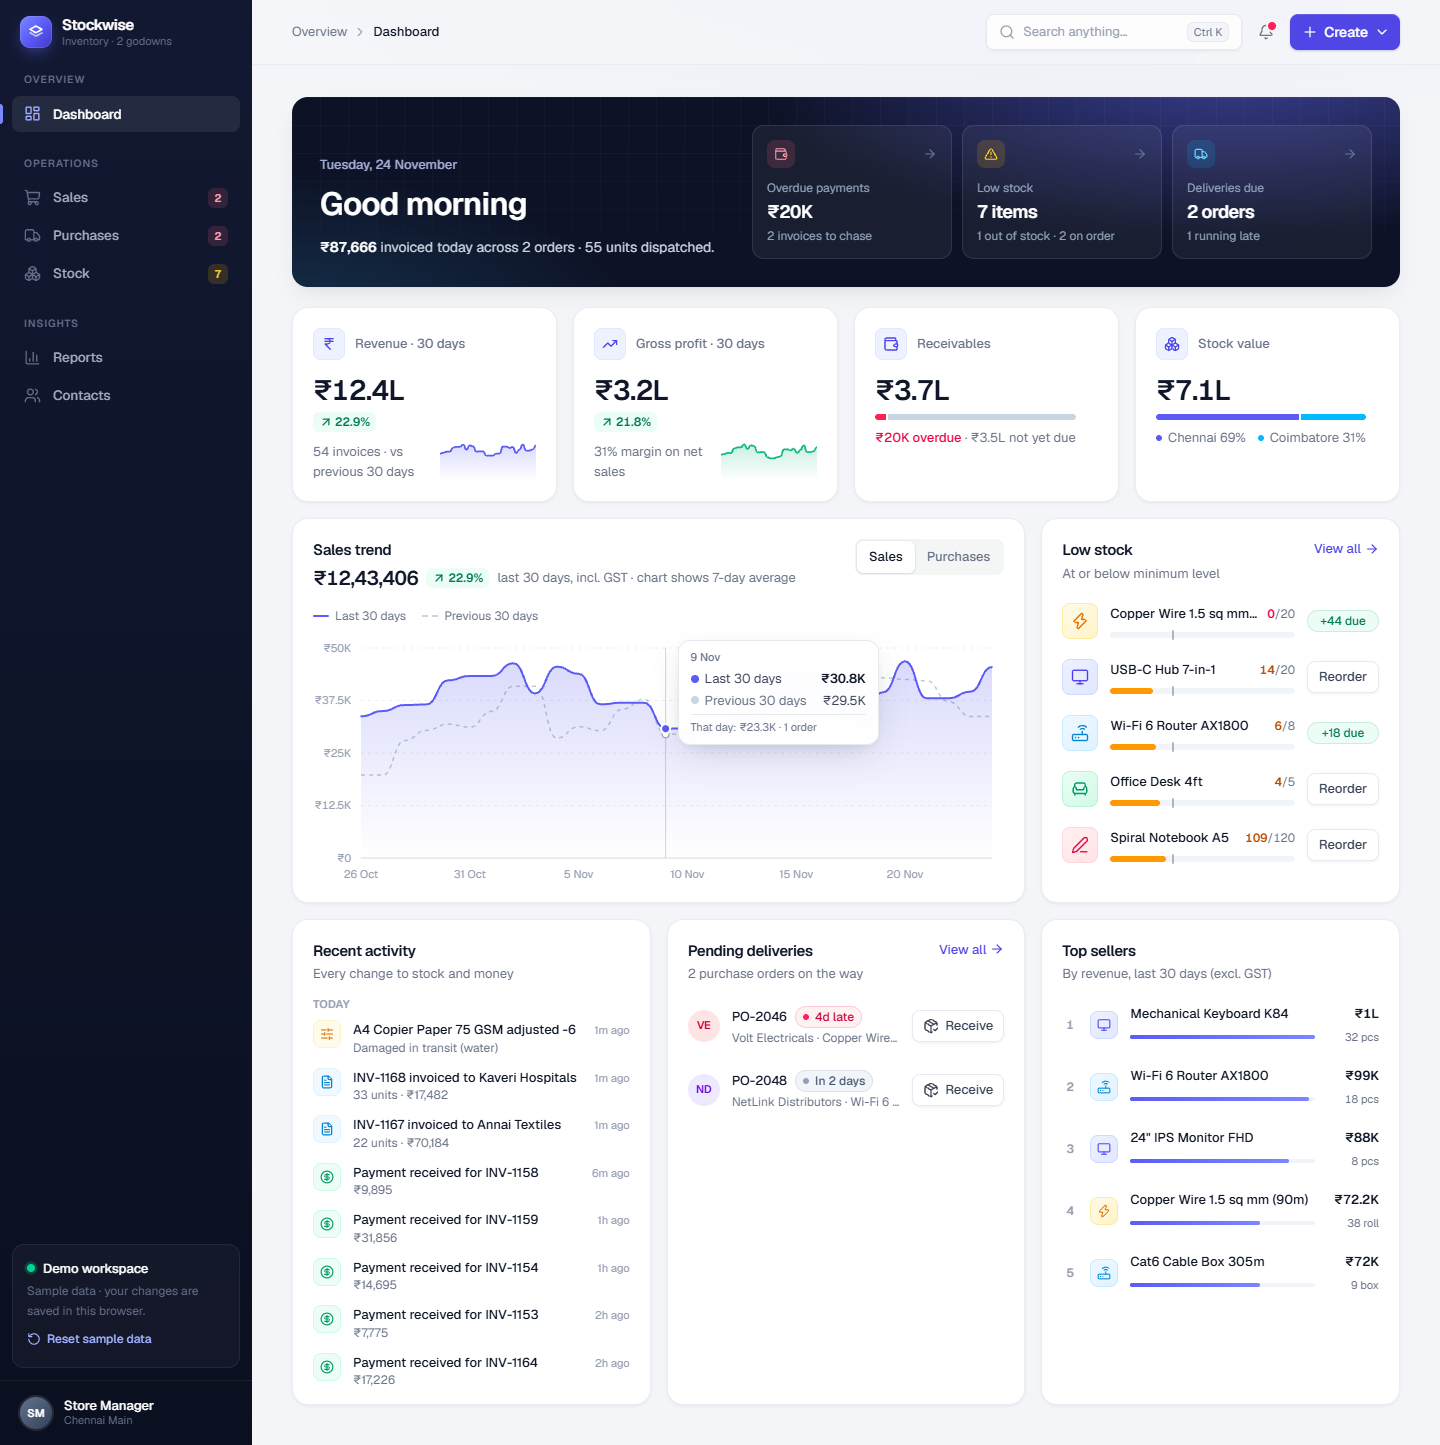 Stockwise
Inventory · 2 godowns
OVERVIEW
Dashboard
OPERATIONS
Sales 2
Purchases 2
Stock 7
INSIGHTS
Reports
Contacts
Demo workspace
Sample data · your changes are
saved in this browser.
Reset sample data
SM
Store Manager
Chennai Main
Overview > Dashboard
Search anything... Ctrl K
Create
Tuesday, 24 November
Good morning
₹87,666 invoiced today across 2 orders · 55 units dispatched.
Overdue payments
₹20K
2 invoices to chase
Low stock
7 items
1 out of stock · 2 on order
Deliveries due
2 orders
1 running late
₹ Revenue · 30 days
₹12.4L
22.9%
54 invoices · vs
previous 30 days
Gross profit · 30 days
₹3.2L
21.8%
31% margin on net
sales
Receivables
₹3.7L
₹20K overdue · ₹3.5L not yet due
Stock value
₹7.1L
Chennai 69% Coimbatore 31%
Sales trend
₹12,43,406 22.9% last 30 days, incl. GST · chart shows 7-day average
Sales Purchases
Last 30 days Previous 30 days
₹50K
₹37.5K
₹25K
₹12.5K
₹0
26 Oct 31 Oct 5 Nov 10 Nov 15 Nov 20 Nov
9 Nov
Last 30 days ₹30.8K
Previous 30 days ₹29.5K
That day: ₹23.3K · 1 order
Low stock View all
At or below minimum level
Copper Wire 1.5 sq mm... 0/20 +44 due
USB-C Hub 7-in-1 14/20 Reorder
Wi-Fi 6 Router AX1800 6/8 +18 due
Office Desk 4ft 4/5 Reorder
Spiral Notebook A5 109/120 Reorder
Recent activity
Every change to stock and money
TODAY
A4 Copier Paper 75 GSM adjusted -6 1m ago
Damaged in transit (water)
INV-1168 invoiced to Kaveri Hospitals 1m ago
33 units · ₹17,482
INV-1167 invoiced to Annai Textiles 1m ago
22 units · ₹70,184
Payment received for INV-1158 6m ago
₹9,895
Payment received for INV-1159 1h ago
₹31,856
Payment received for INV-1154 1h ago
₹14,695
Payment received for INV-1153 2h ago
₹7,775
Payment received for INV-1164 2h ago
₹17,226
Pending deliveries View all
2 purchase orders on the way
VE PO-2046 4d late Receive
Volt Electricals · Copper Wire...
ND PO-2048 In 2 days Receive
NetLink Distributors · Wi-Fi 6 ...
Top sellers
By revenue, last 30 days (excl. GST)
1 Mechanical Keyboard K84 ₹1L
32 pcs
2 Wi-Fi 6 Router AX1800 ₹99K
18 pcs
3 24" IPS Monitor FHD ₹88K
8 pcs
4 Copper Wire 1.5 sq mm (90m) ₹72.2K
38 roll
5 Cat6 Cable Box 305m ₹72K
9 box